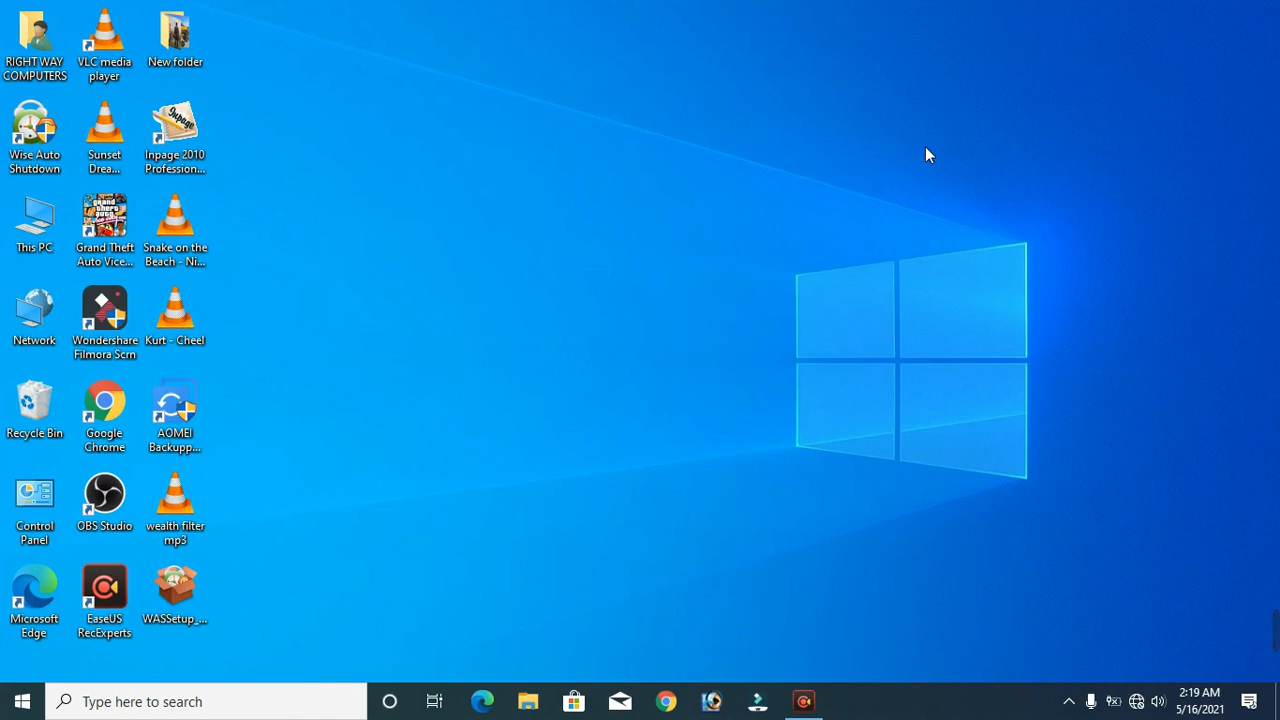 RIGHT WAY
COMPUTERS
VLC media
player
New folder
Wise Auto
Shutdown
Sunset
Drea...
Inpage 2010
Profession...
This PC
Grand Theft
Auto Vice...
Snake on the
Beach - Ni...
Network
Wondershare
Filmora Scrn
Kurt - Cheel
Recycle Bin
Google
Chrome
AOMEI
Backupp...
Control
Panel
OBS Studio
wealth filter
mp3
Microsoft
Edge
EaseUS
RecExperts
WASSetup_...
Type here to search
2:19 AM
5/16/2021